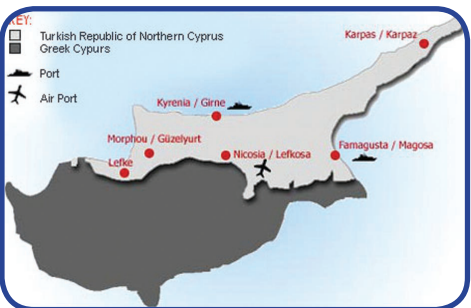 KEY:
Turkish Republic of Northern Cyprus
Greek Cypurs
Port
Air Port
Karpas / Karpaz
Kyrenia / Girne
Morphou / Güzelyurt
Lefke
Nicosia / Lefkosa
Famagusta / Magosa